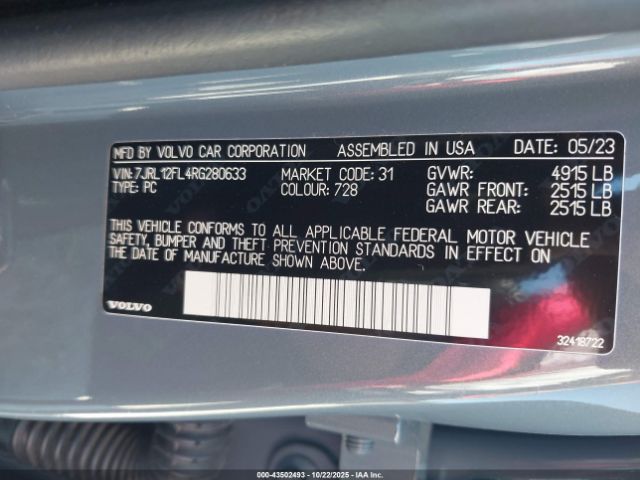 MFD BY VOLVO CAR CORPORATION ASSEMBLED IN USA DATE: 05/23
VIN: 7JRL12FL4RG280633 MARKET CODE: 31 GVWR: 4915 LB
TYPE: PC COLOUR: 728 GAWR FRONT: 2515 LB
GAWR REAR: 2515 LB
THIS VEHICLE CONFORMS TO ALL APPLICABLE FEDERAL MOTOR VEHICLE
SAFETY, BUMPER AND THEFT PREVENTION STANDARDS IN EFFECT ON
THE DATE OF MANUFACTURE SHOWN ABOVE.
VOLVO
32418722
000-43502493 | 10/22/2025 | IAA Inc.